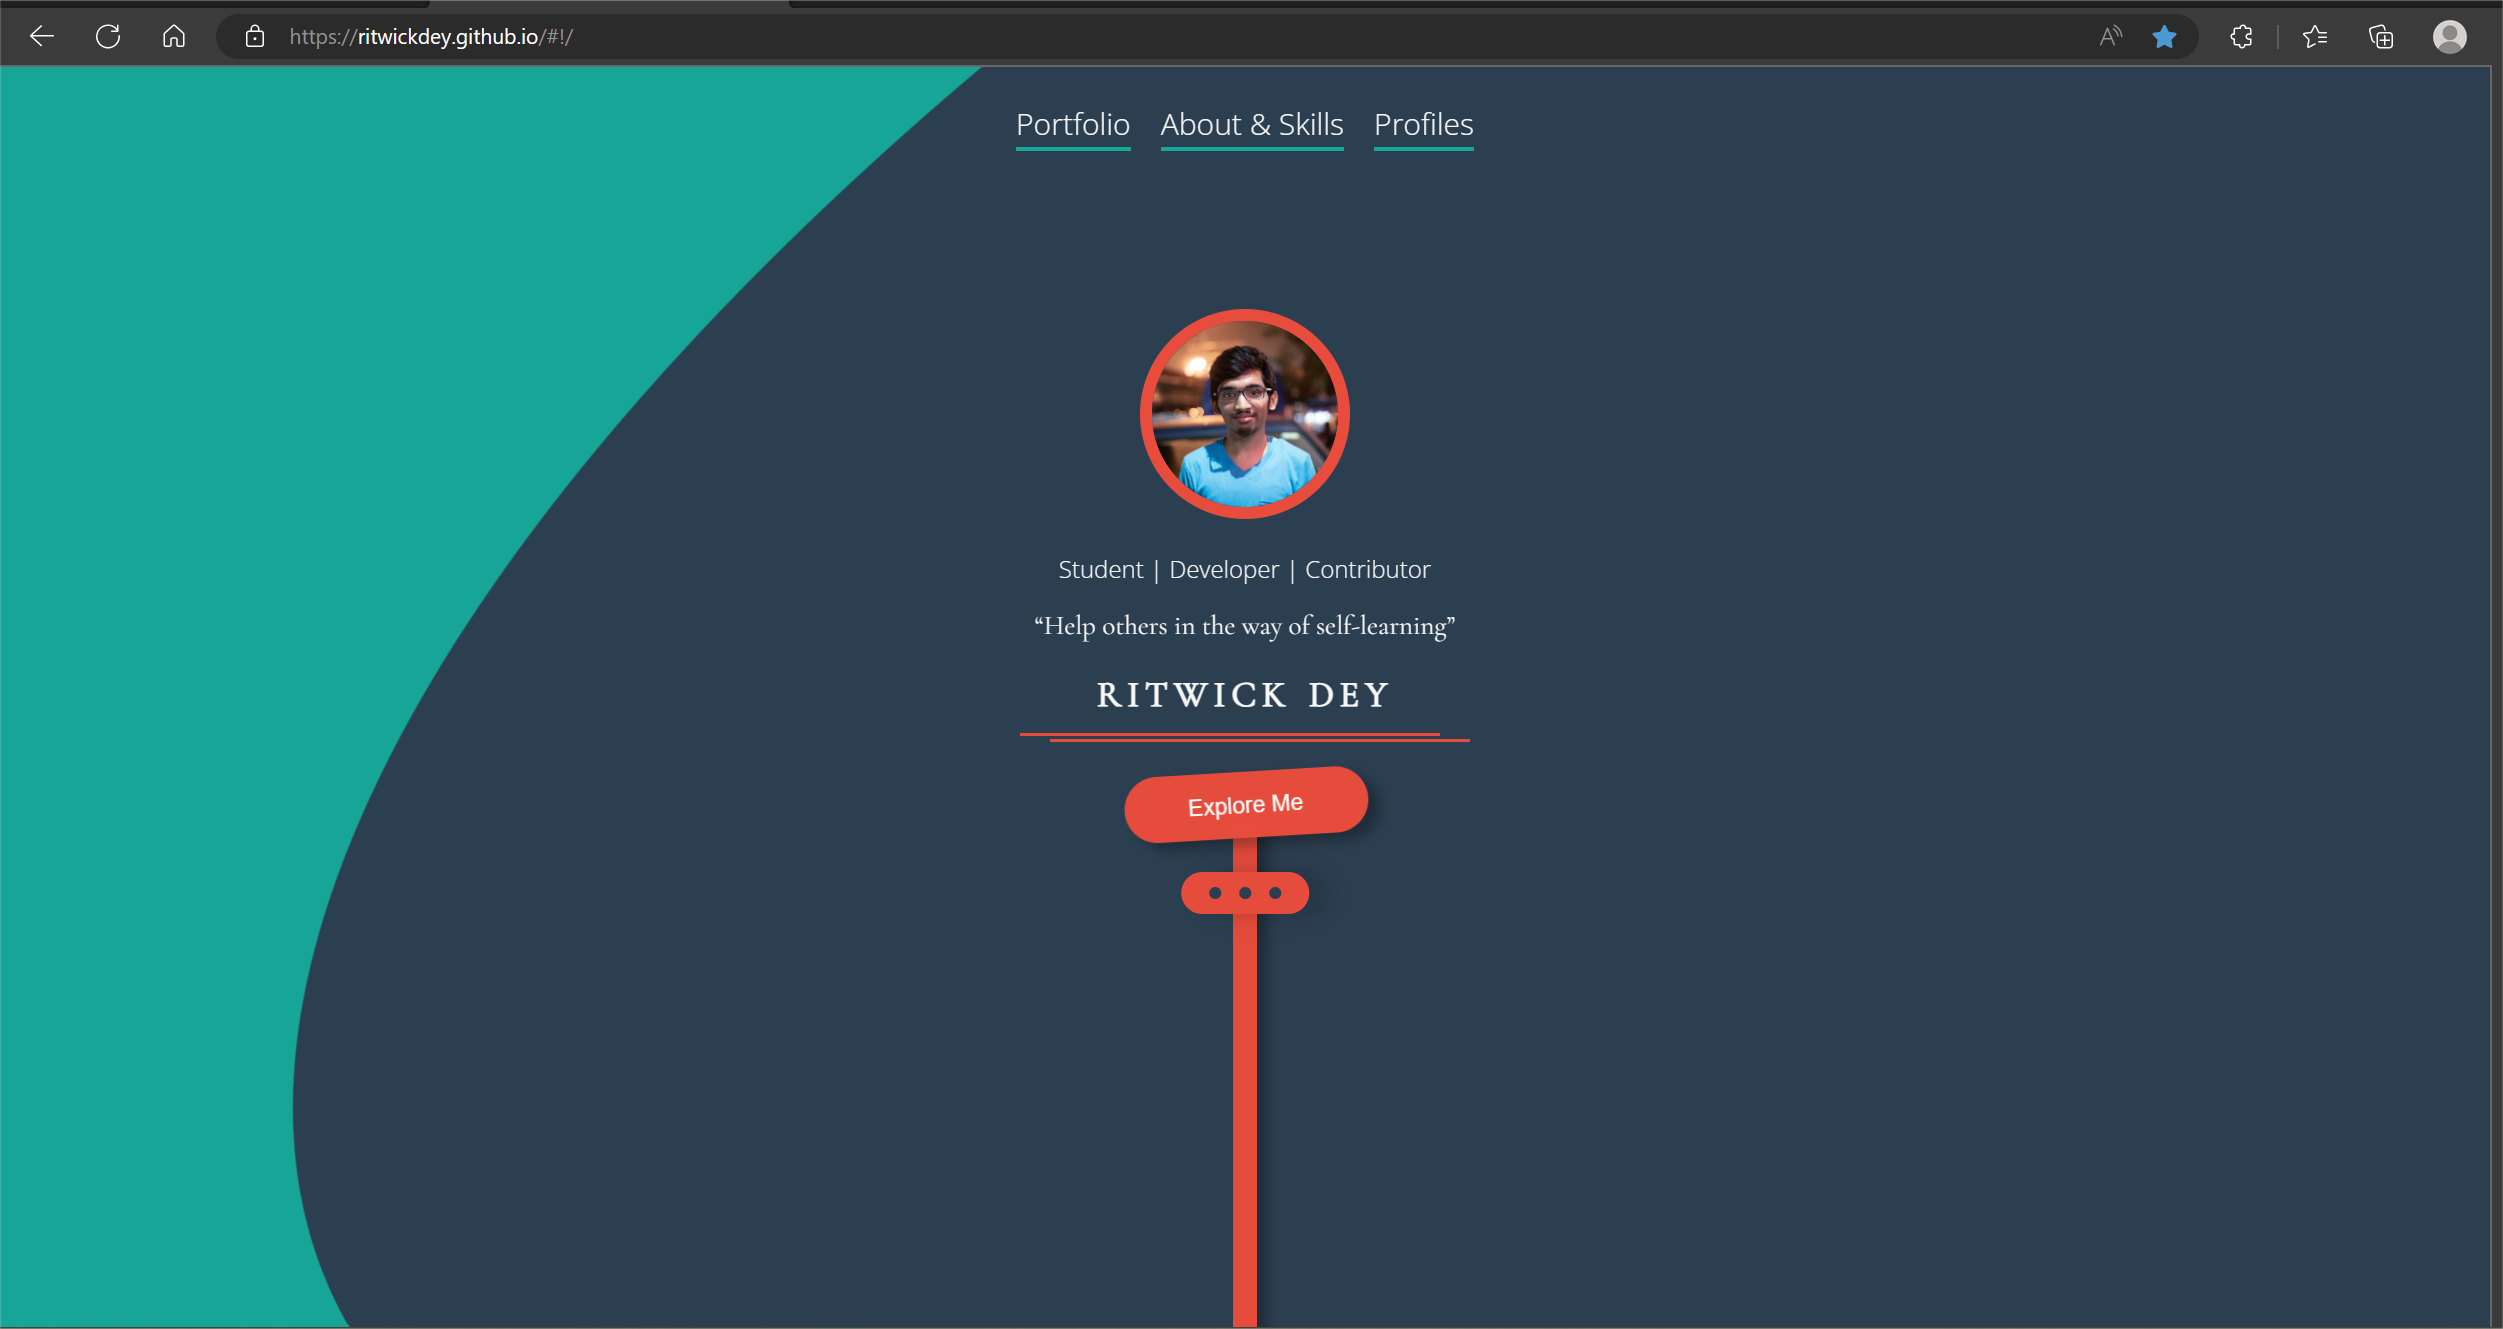 https://ritwickdey.github.io/#!/
Portfolio About & Skills Profiles
Student | Developer | Contributor
“Help others in the way of self-learning”
RITWICK DEY
Explore Me